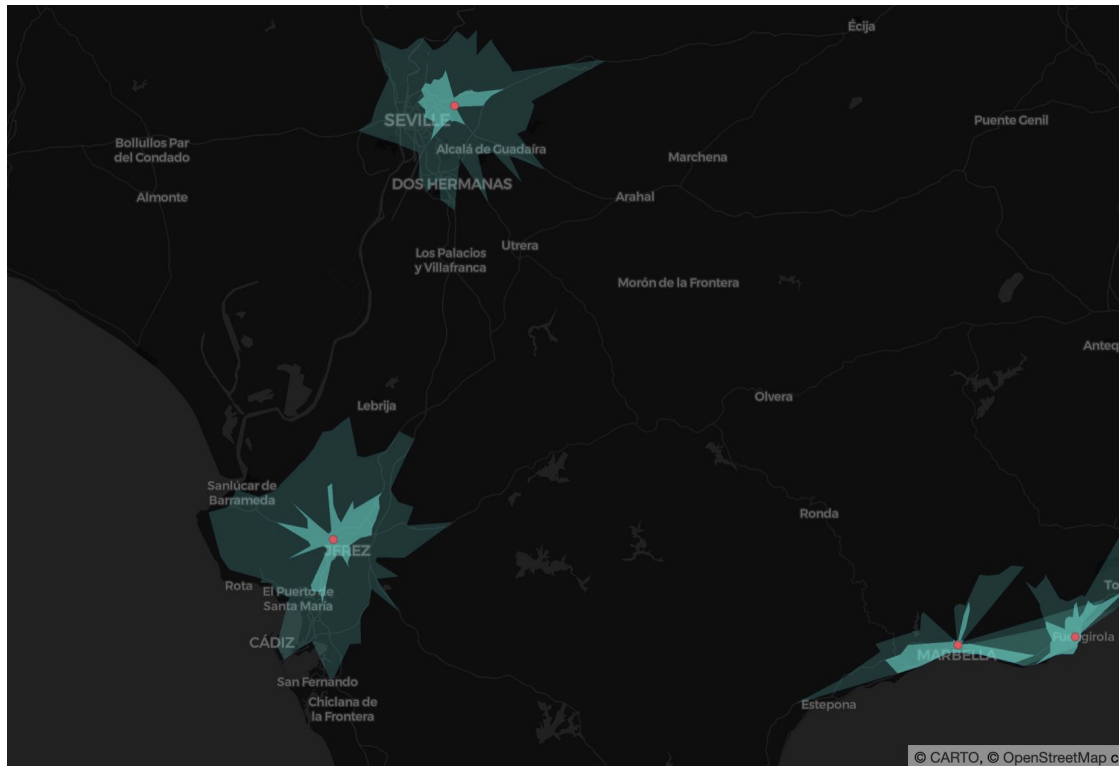 Écija
SEVILLE
Puente Genil
Bollullos Par
del Condado
Alcalá de Guadaíra
Marchena
DOS HERMANAS
Almonte
Arahal
Utrera
Los Palacios
y Villafranca
Morón de la Frontera
Anteq
Olvera
Lebrija
Sanlúcar de
Barrameda
Ronda
JEREZ
Rota
El Puerto de
Santa María
To
CÁDIZ
Fuengirola
MARBELLA
San Fernando
Chiclana de
la Frontera
Estepona
© CARTO, © OpenStreetMap c